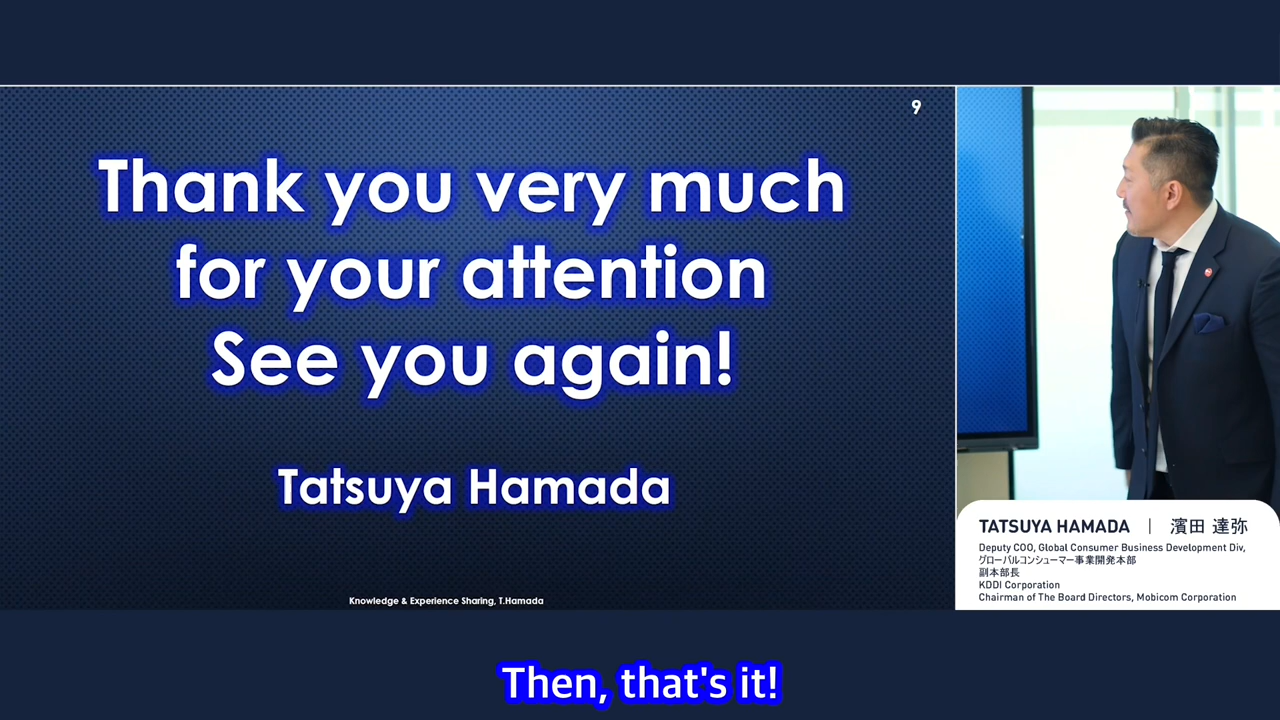 9
Thank you very much
for your attention
See you again!
Tatsuya Hamada
Knowledge & Experience Sharing, T.Hamada
TATSUYA HAMADA | 濱田 達弥
Deputy COO, Global Consumer Business Development Div,
グローバルコンシューマー事業開発本部
副本部長
KDDI Corporation
Chairman of The Board Directors, Mobicom Corporation
Then, that's it!